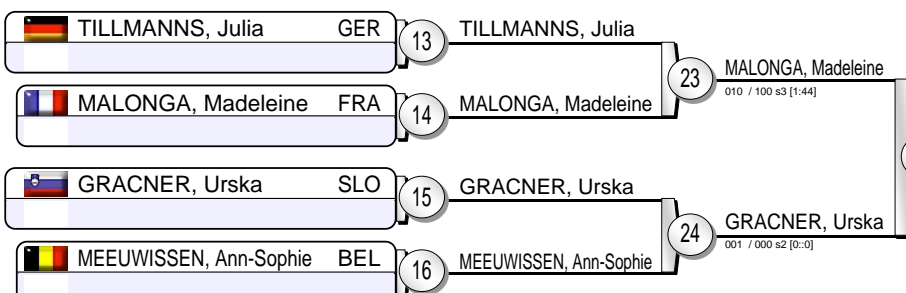 TILLMANNS, Julia GER 13 TILLMANNS, Julia
23 MALONGA, Madeleine
010 / 100 s3 [1:44]
MALONGA, Madeleine FRA 14 MALONGA, Madeleine
GRACNER, Urska SLO 15 GRACNER, Urska
24 GRACNER, Urska
001 / 000 s2 [0::0]
MEEUWISSEN, Ann-Sophie BEL 16 MEEUWISSEN, Ann-Sophie